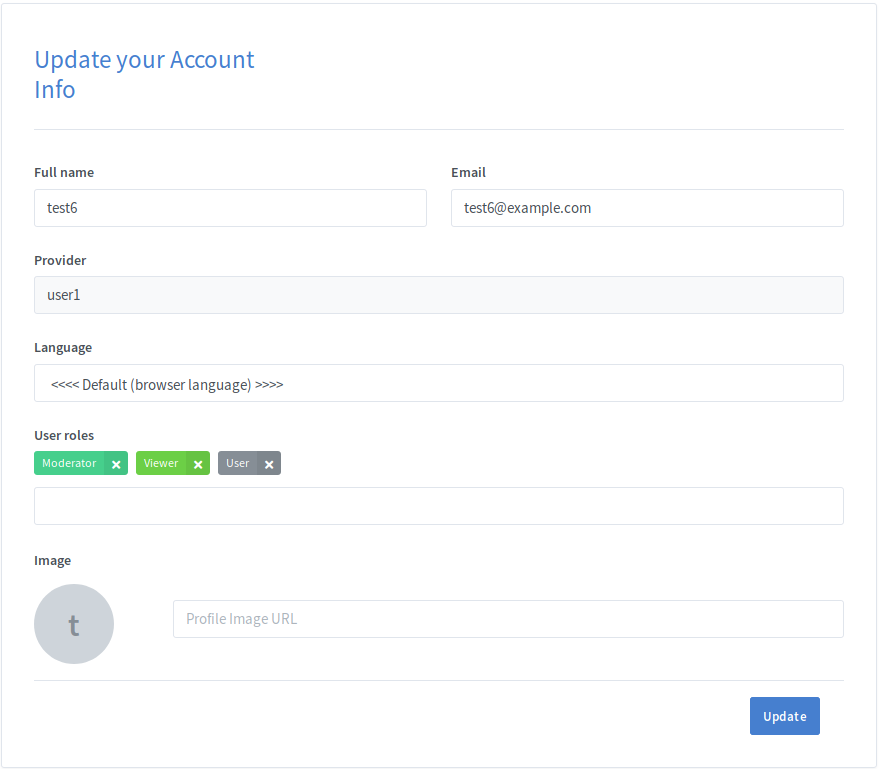 Update your Account
Info
Full name
Email
test6
test6@example.com
Provider
user1
Language
<<<< Default (browser language) >>>>
User roles
Moderator × Viewer × User ×
Image
t
Profile Image URL
Update